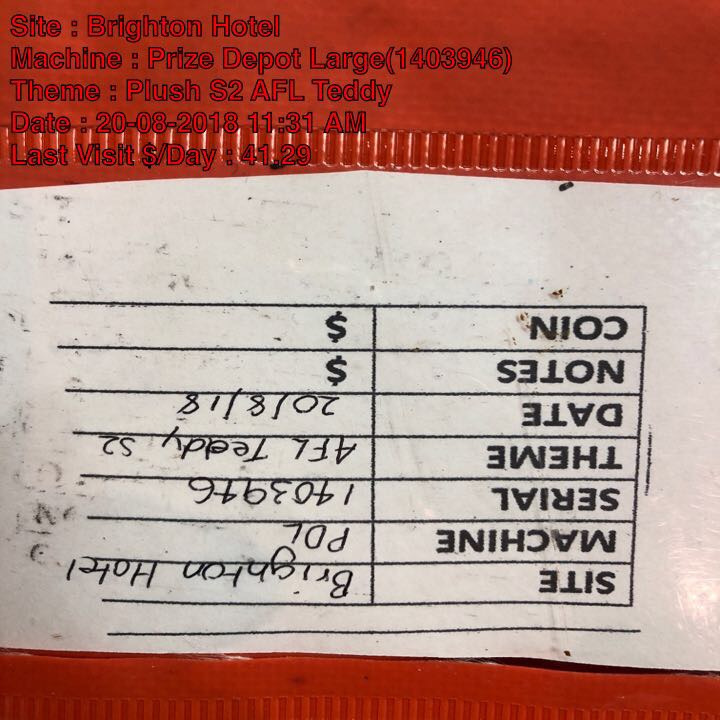 Site : Brighton Hotel
Machine : Prize Depot Large(1403946)
Theme : Plush S2 AFL Teddy
Date : 20-08-2018 11:31 AM
Last Visit $/Day : 41.29
SITE Brighton Hotel
MACHINE PDL
SERIAL 1403946
THEME AFL Teddy S2
DATE 20/8/18
NOTES $
COIN $